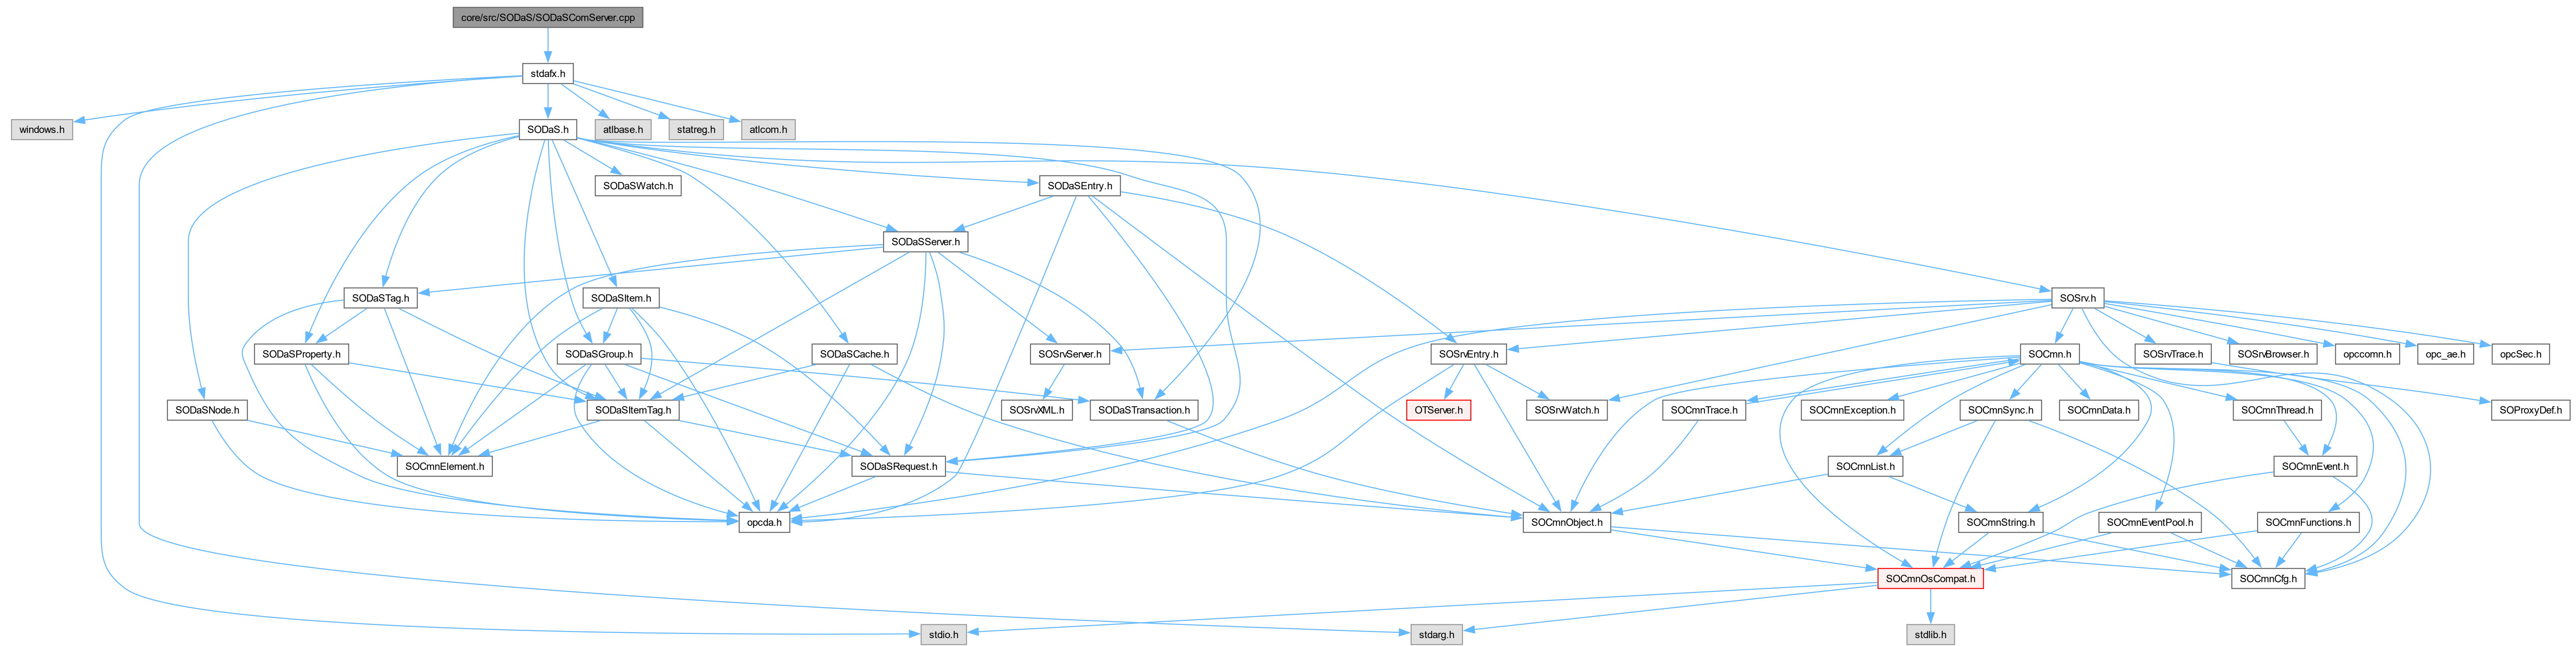 core/src/SODaS/SODaSComServer.cpp
stdafx.h
windows.h
SODaS.h
atlbase.h
statreg.h
atlcom.h
SODaSWatch.h
SODaSEntry.h
SODaSServer.h
SODaSTag.h
SODaSItem.h
SOSrv.h
SODaSProperty.h
SODaSGroup.h
SODaSCache.h
SOSrvServer.h
SOSrvEntry.h
SOCmn.h
SOSrvTrace.h
SOSrvBrowser.h
opccomn.h
opc_ae.h
opcSec.h
SODaSNode.h
SODaSItemTag.h
SOSrvXML.h
SODaSTransaction.h
OTServer.h
SOSrvWatch.h
SOCmnTrace.h
SOCmnException.h
SOCmnSync.h
SOCmnData.h
SOCmnThread.h
SOProxyDef.h
SOCmnElement.h
SODaSRequest.h
SOCmnList.h
SOCmnEvent.h
opcda.h
SOCmnObject.h
SOCmnString.h
SOCmnEventPool.h
SOCmnFunctions.h
SOCmnOsCompat.h
SOCmnCfg.h
stdio.h
stdarg.h
stdlib.h